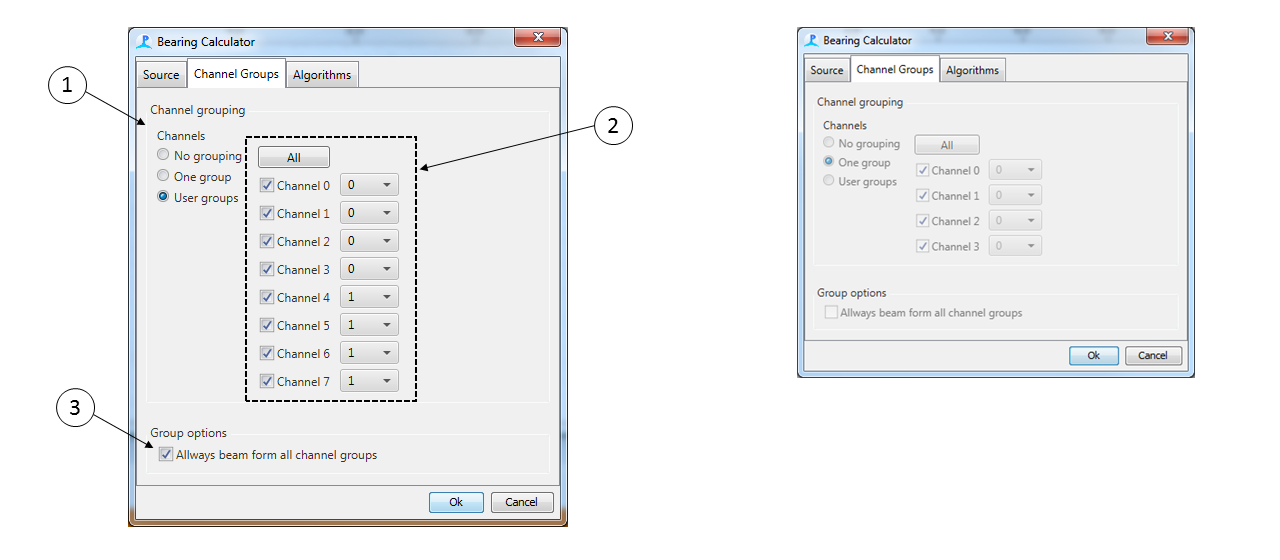 Bearing Calculator
Source Channel Groups Algorithms
1
Channel grouping
Channels
No grouping
One group
User groups
All
Channel 0 0
Channel 1 0
Channel 2 0
Channel 3 0
Channel 4 1
Channel 5 1
Channel 6 1
Channel 7 1
2
3
Group options
Allways beam form all channel groups
Ok Cancel
Bearing Calculator
Source Channel Groups Algorithms
Channel grouping
Channels
No grouping
One group
User groups
All
Channel 0 0
Channel 1 0
Channel 2 0
Channel 3 0
Group options
Allways beam form all channel groups
Ok Cancel